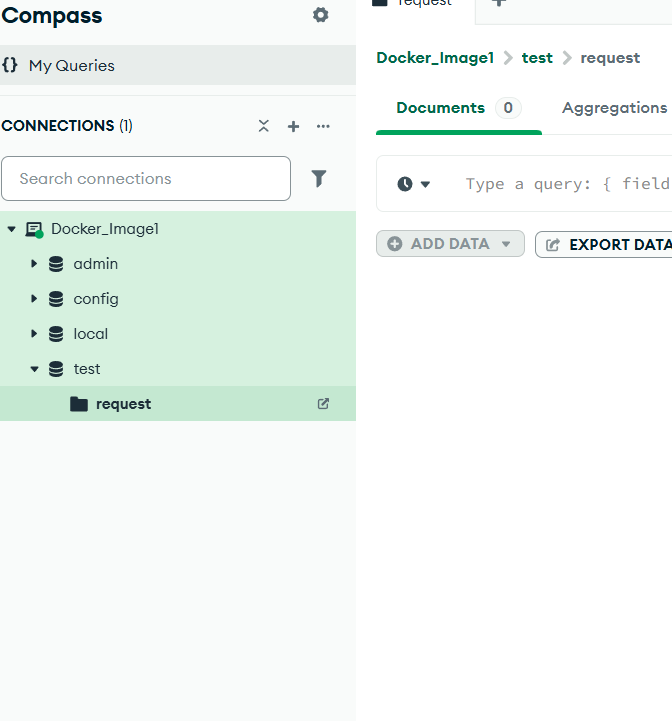 Compass
{} My Queries
CONNECTIONS (1)
Search connections
Docker_Image1
admin
config
local
test
request
request
Docker_Image1 > test > request
Documents 0 Aggregations
Type a query: { field
ADD DATA
EXPORT DATA